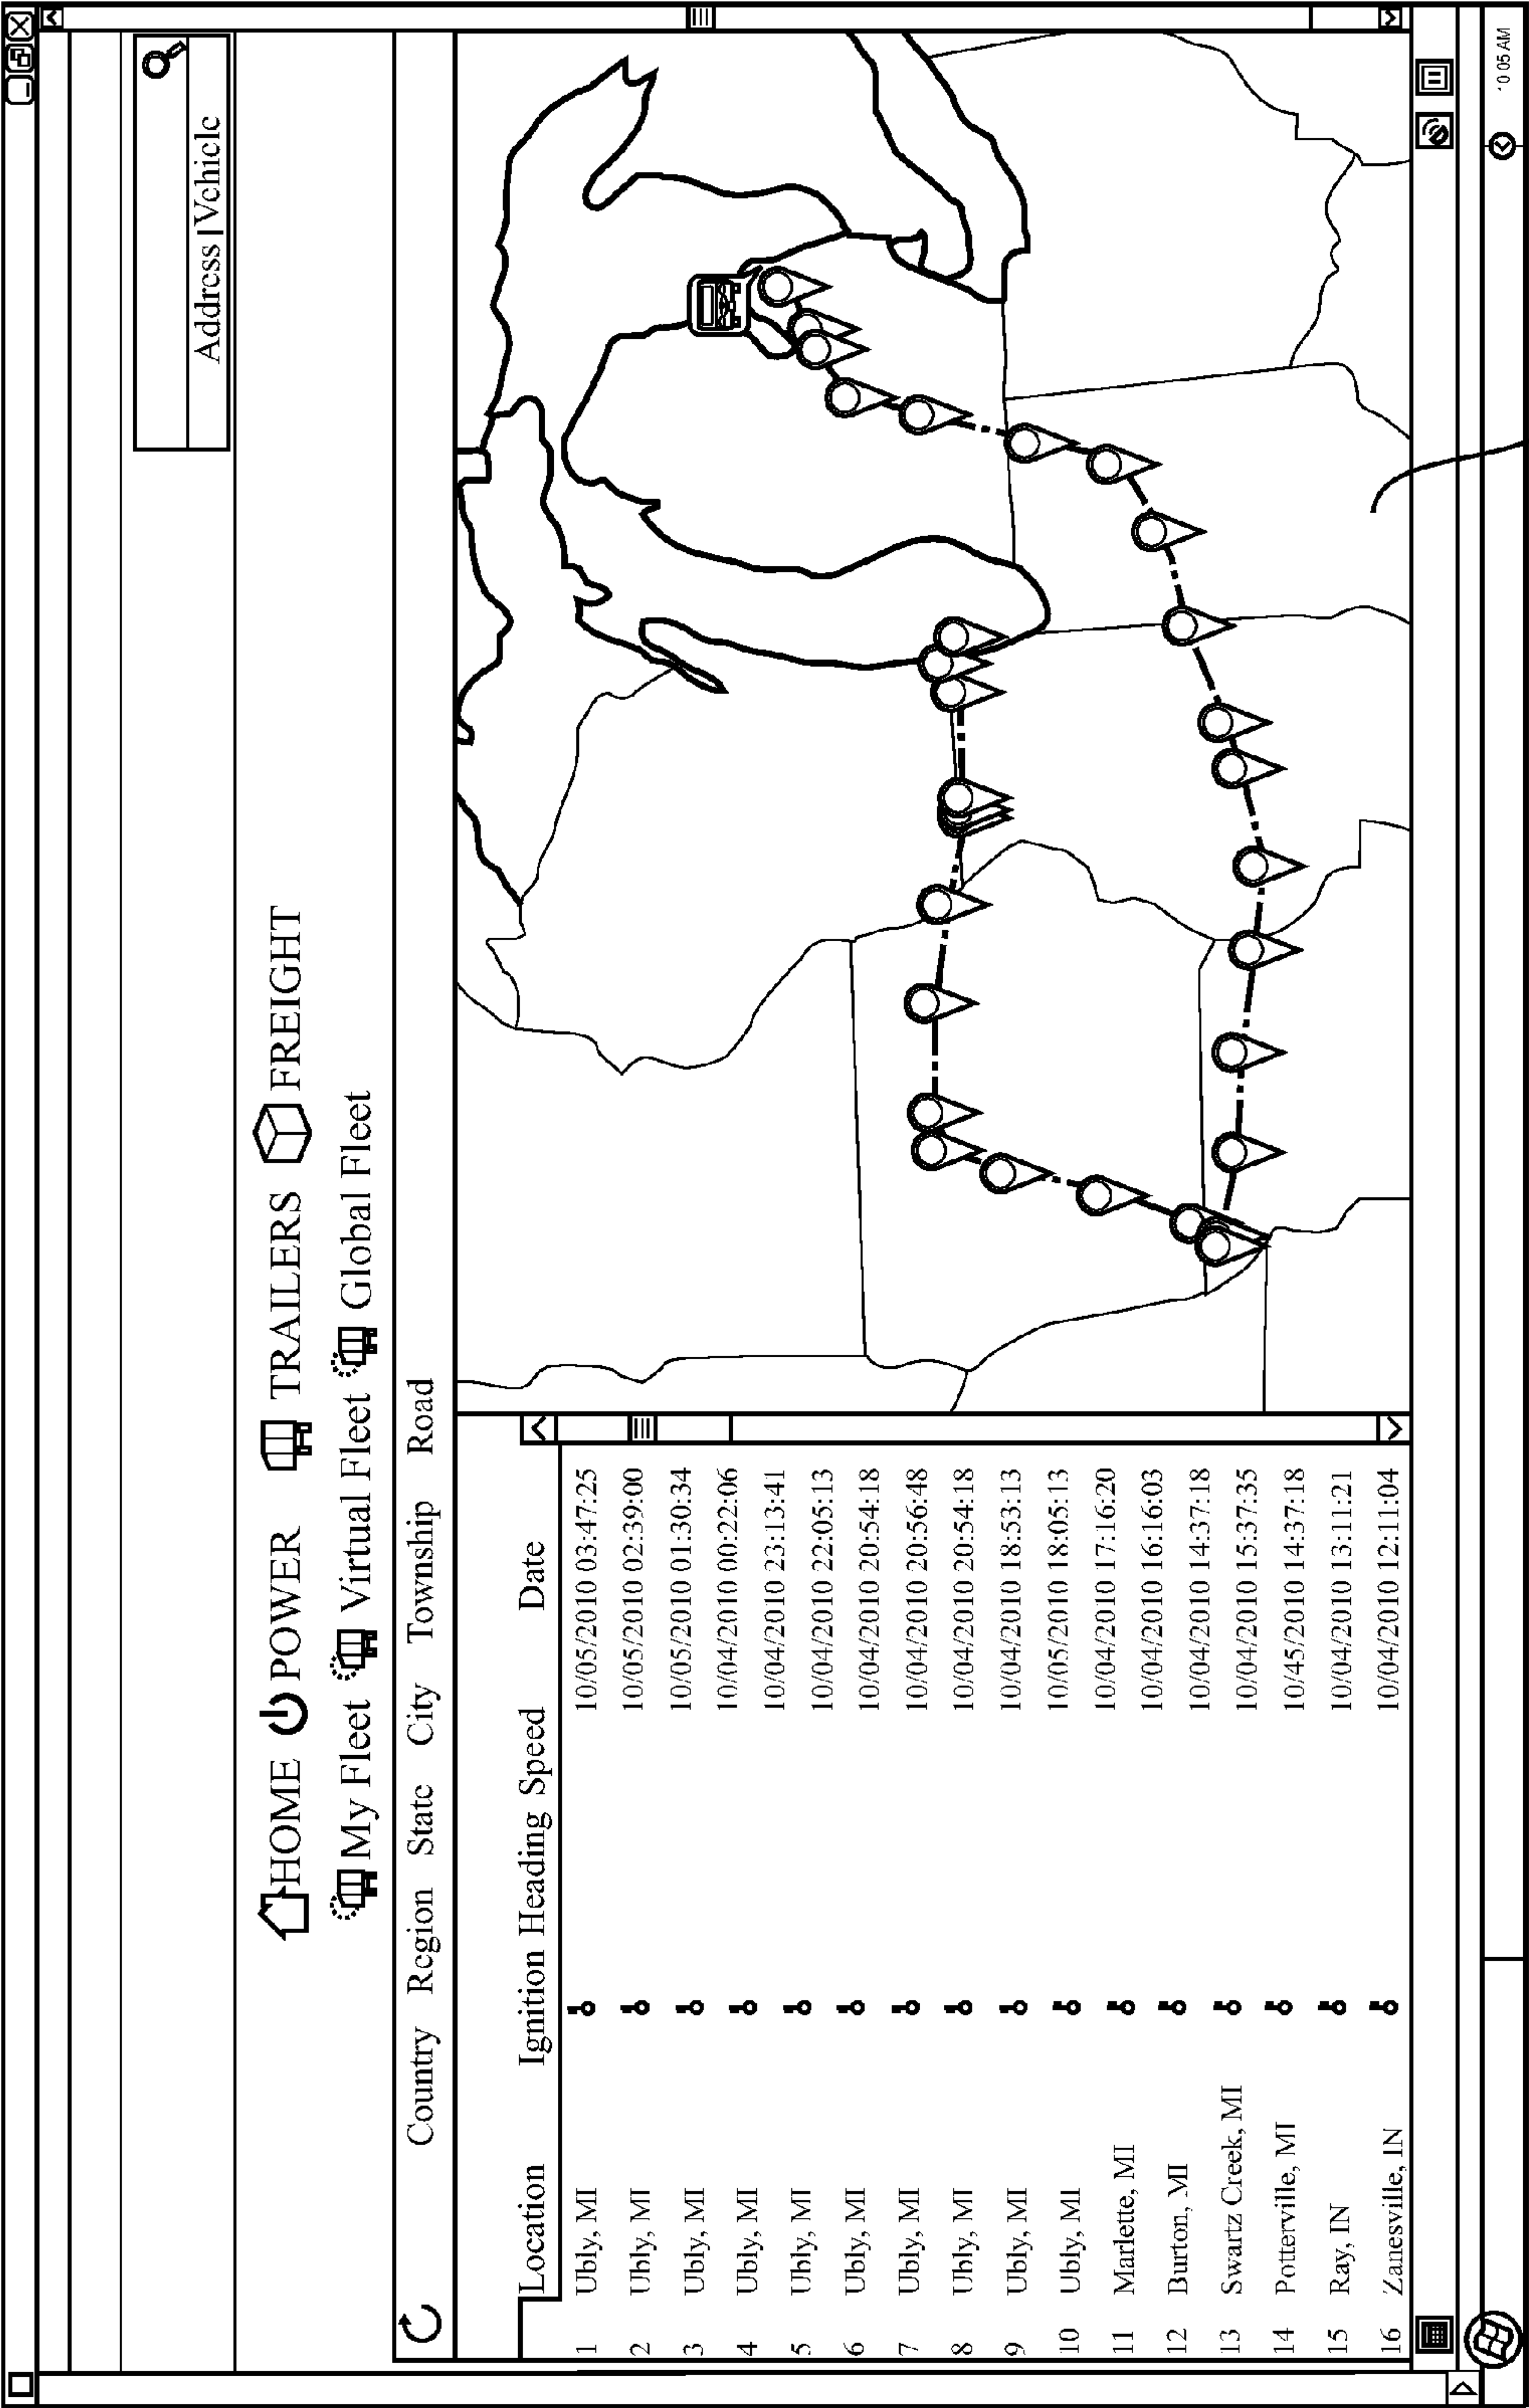 Address | Vehicle
HOME POWER TRAILERS FREIGHT
My Fleet Virtual Fleet Global Fleet
Country Region State City Township Road
Location Ignition Heading Speed Date
1 Ubly, MI
2 Ubly, MI
3 Ubly, MI
4 Ubly, MI
5 Ubly, MI
6 Ubly, MI
7 Ubly, MI
8 Ubly, MI
9 Ubly, MI
10 Ubly, MI
11 Marlette, MI
12 Burton, MI
13 Swartz Creek, MI
14 Potterville, MI
15 Ray, IN
16 Zanesville, IN
10/05/2010 03:47:25
10/05/2010 02:39:00
10/05/2010 01:30:34
10/04/2010 00:22:06
10/04/2010 23:13:41
10/04/2010 22:05:13
10/04/2010 20:54:18
10/04/2010 20:56:48
10/04/2010 20:54:18
10/04/2010 18:53:13
10/05/2010 18:05:13
10/04/2010 17:16:20
10/04/2010 16:16:03
10/04/2010 14:37:18
10/04/2010 15:37:35
10/45/2010 14:37:18
10/04/2010 13:11:21
10/04/2010 12:11:04
10 05 AM